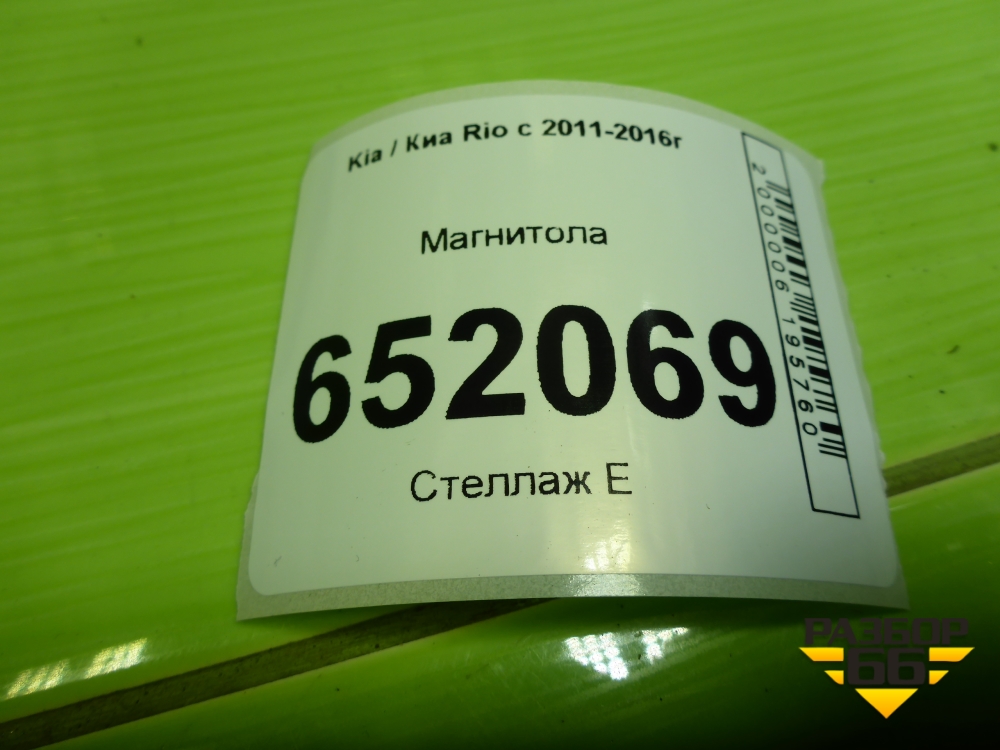 Kia / Киа Rio с 2011-2016г
Магнитола
652069
Стеллаж Е
2000006195760
РАЗБОР
66